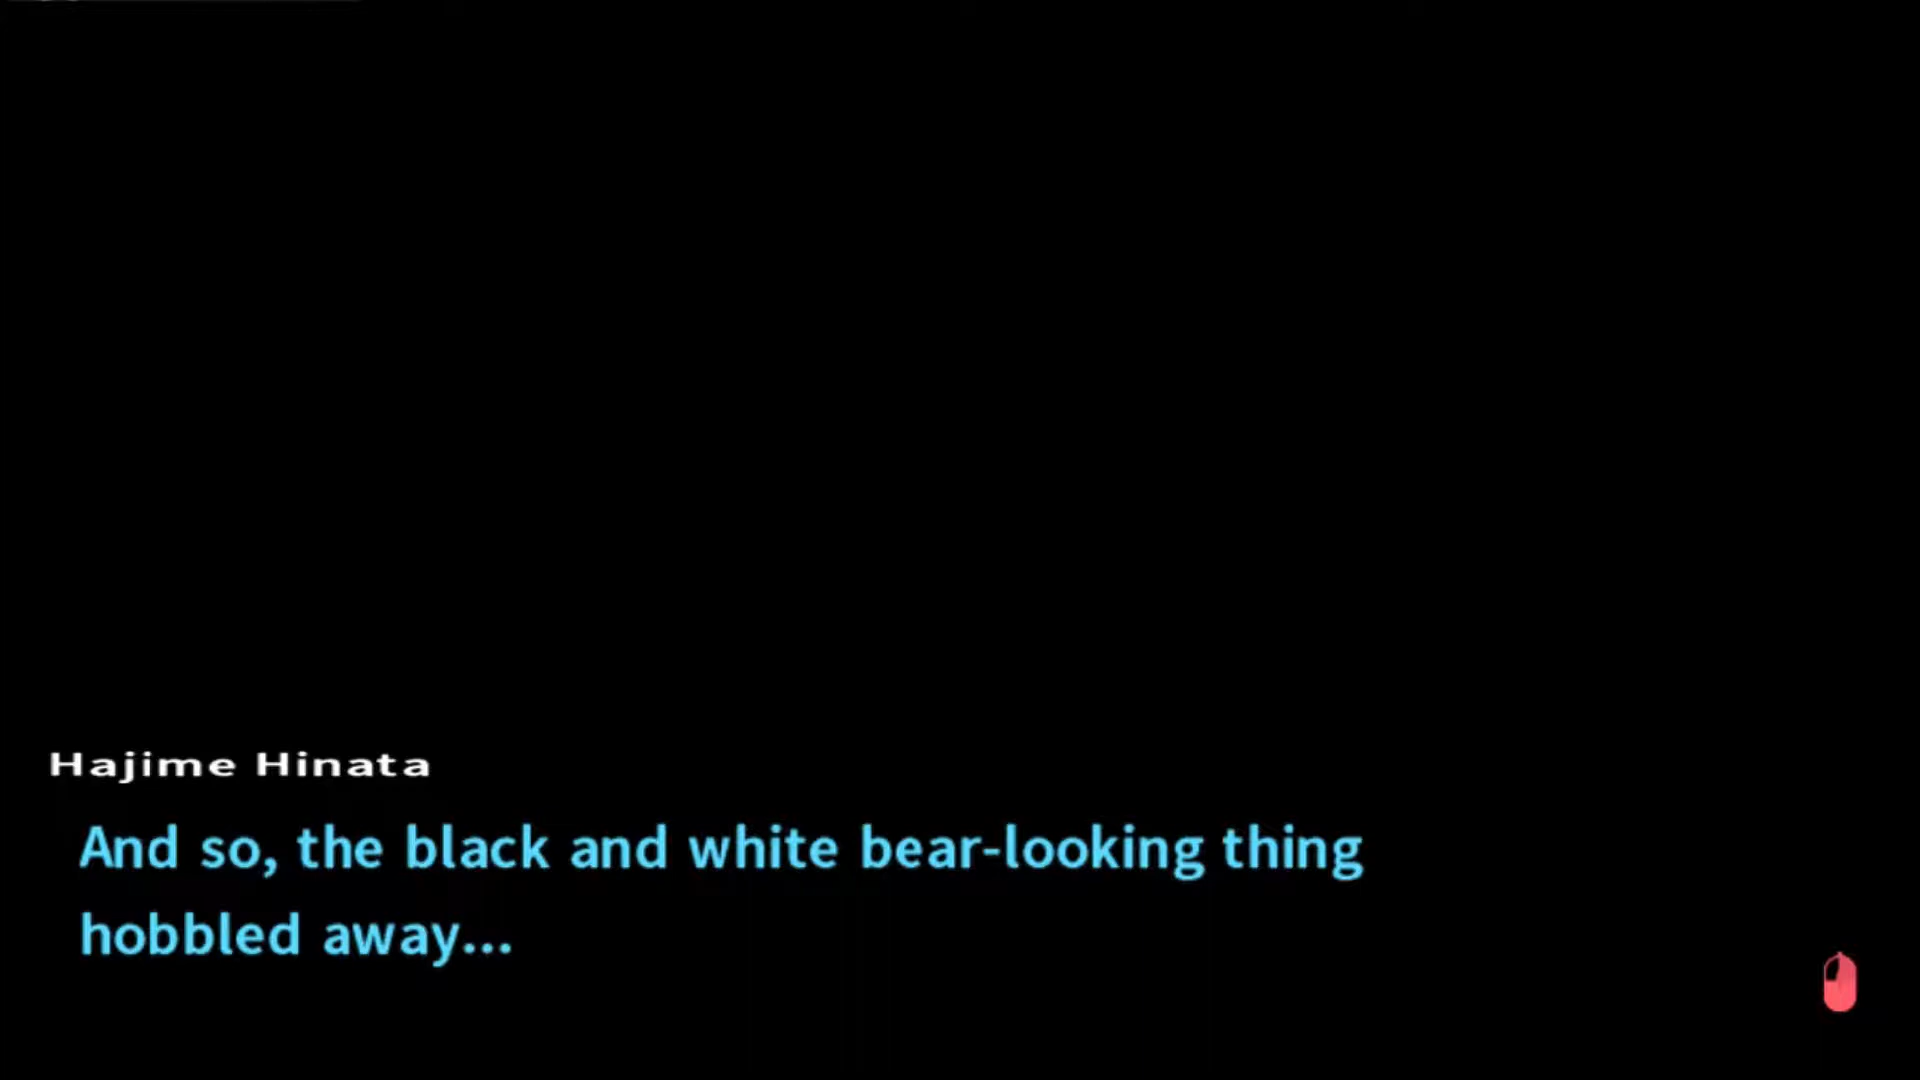 Hajime Hinata
And so, the black and white bear-looking thing
hobbled away...